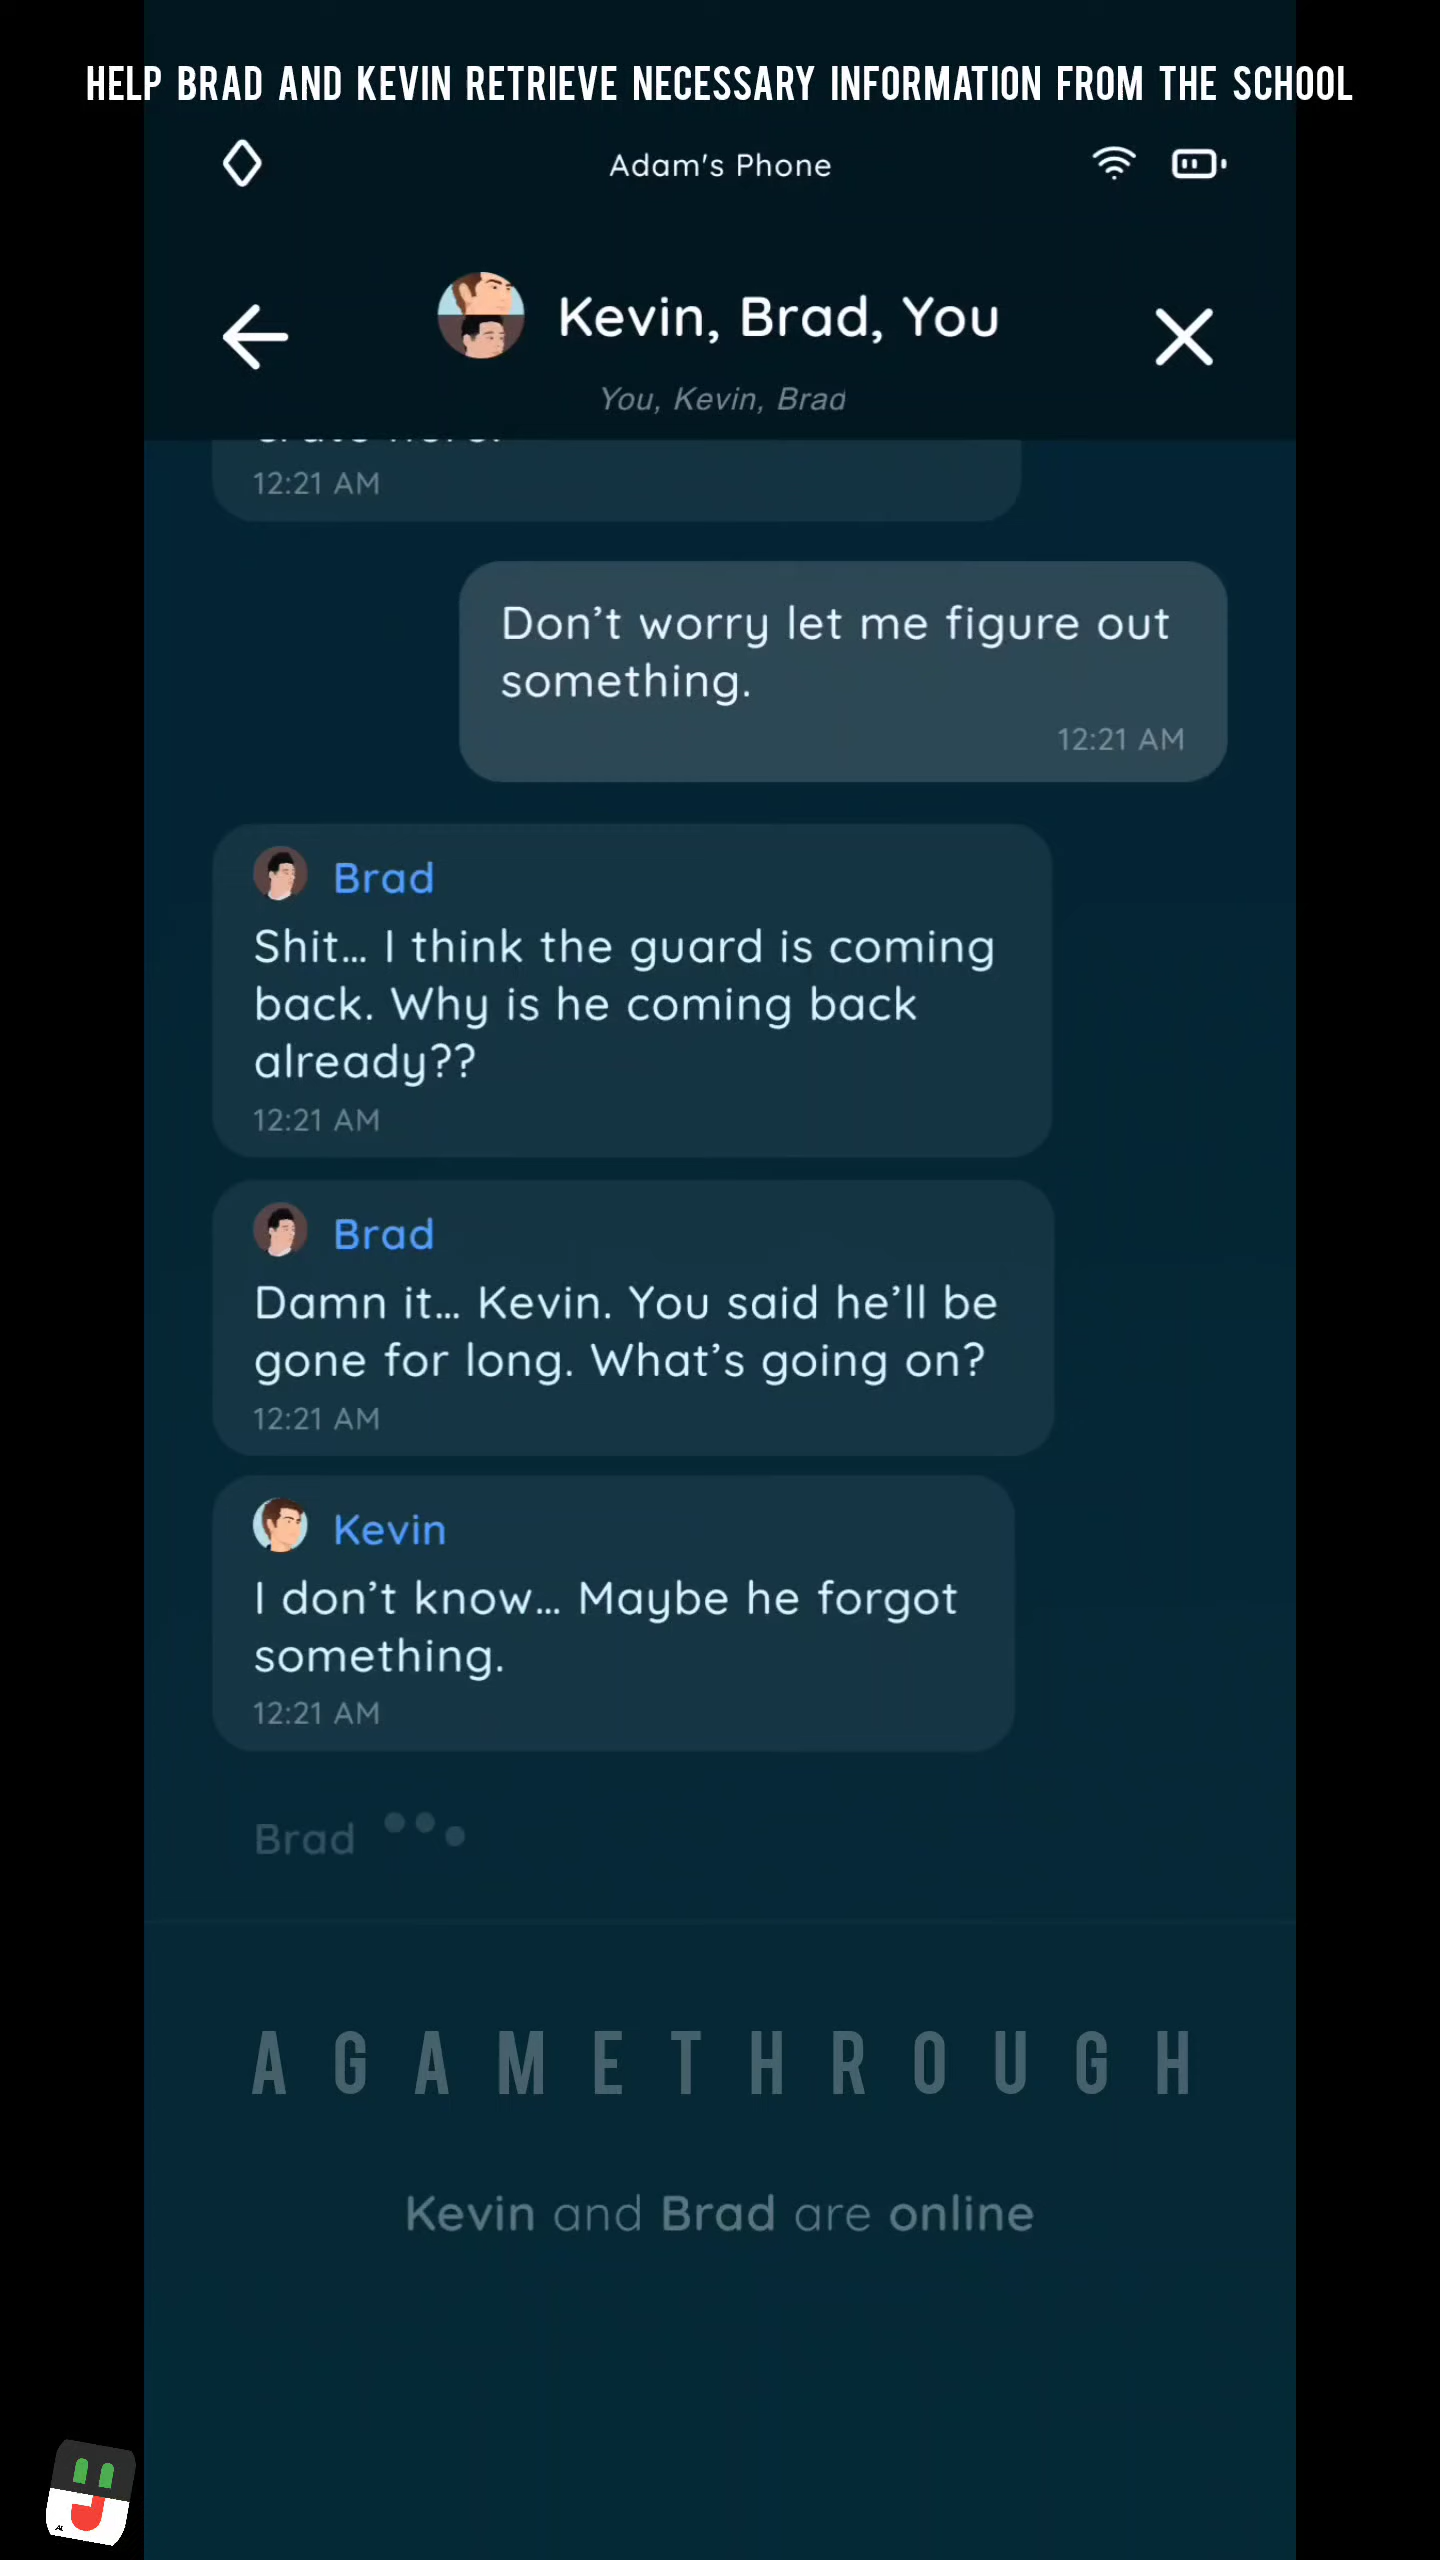 HELP BRAD AND KEVIN RETRIEVE NECESSARY INFORMATION FROM THE SCHOOL
Adam's Phone
Kevin, Brad, You
You, Kevin, Brad
12:21 AM
Don’t worry let me figure out
something.
12:21 AM
Brad
Shit... I think the guard is coming
back. Why is he coming back
already??
12:21 AM
Brad
Damn it... Kevin. You said he’ll be
gone for long. What’s going on?
12:21 AM
Kevin
I don’t know... Maybe he forgot
something.
12:21 AM
Brad
AGAMETHROUGH
Kevin and Brad are online